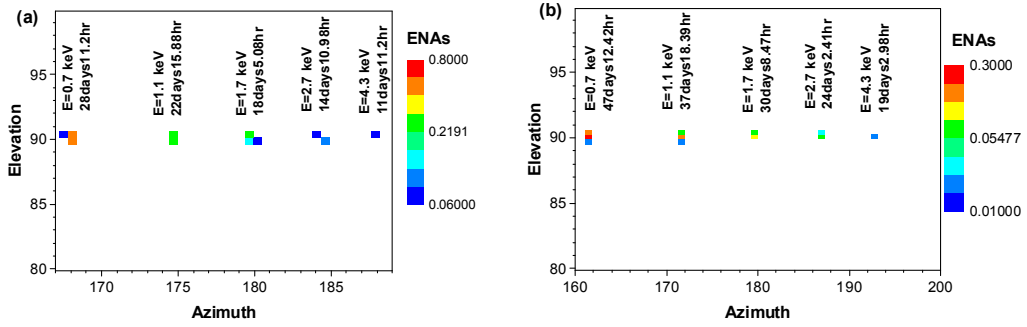 (a)
E=0.7 keV
28days11.2hr
E=1.1 keV
22days15.88hr
E=1.7 keV
18days5.08hr
E=2.7 keV
14days10.98hr
E=4.3 keV
11days11.2hr
ENAs
0.8000
0.2191
0.06000
95
90
85
80
Elevation
170
175
180
185
Azimuth
(b)
E=0.7 keV
47days12.42hr
E=1.1 keV
37days18.39hr
E=1.7 keV
30days8.47hr
E=2.7 keV
24days2.41hr
E=4.3 keV
19days2.98hr
ENAs
0.3000
0.05477
0.01000
95
90
85
80
Elevation
160
170
180
190
200
Azimuth